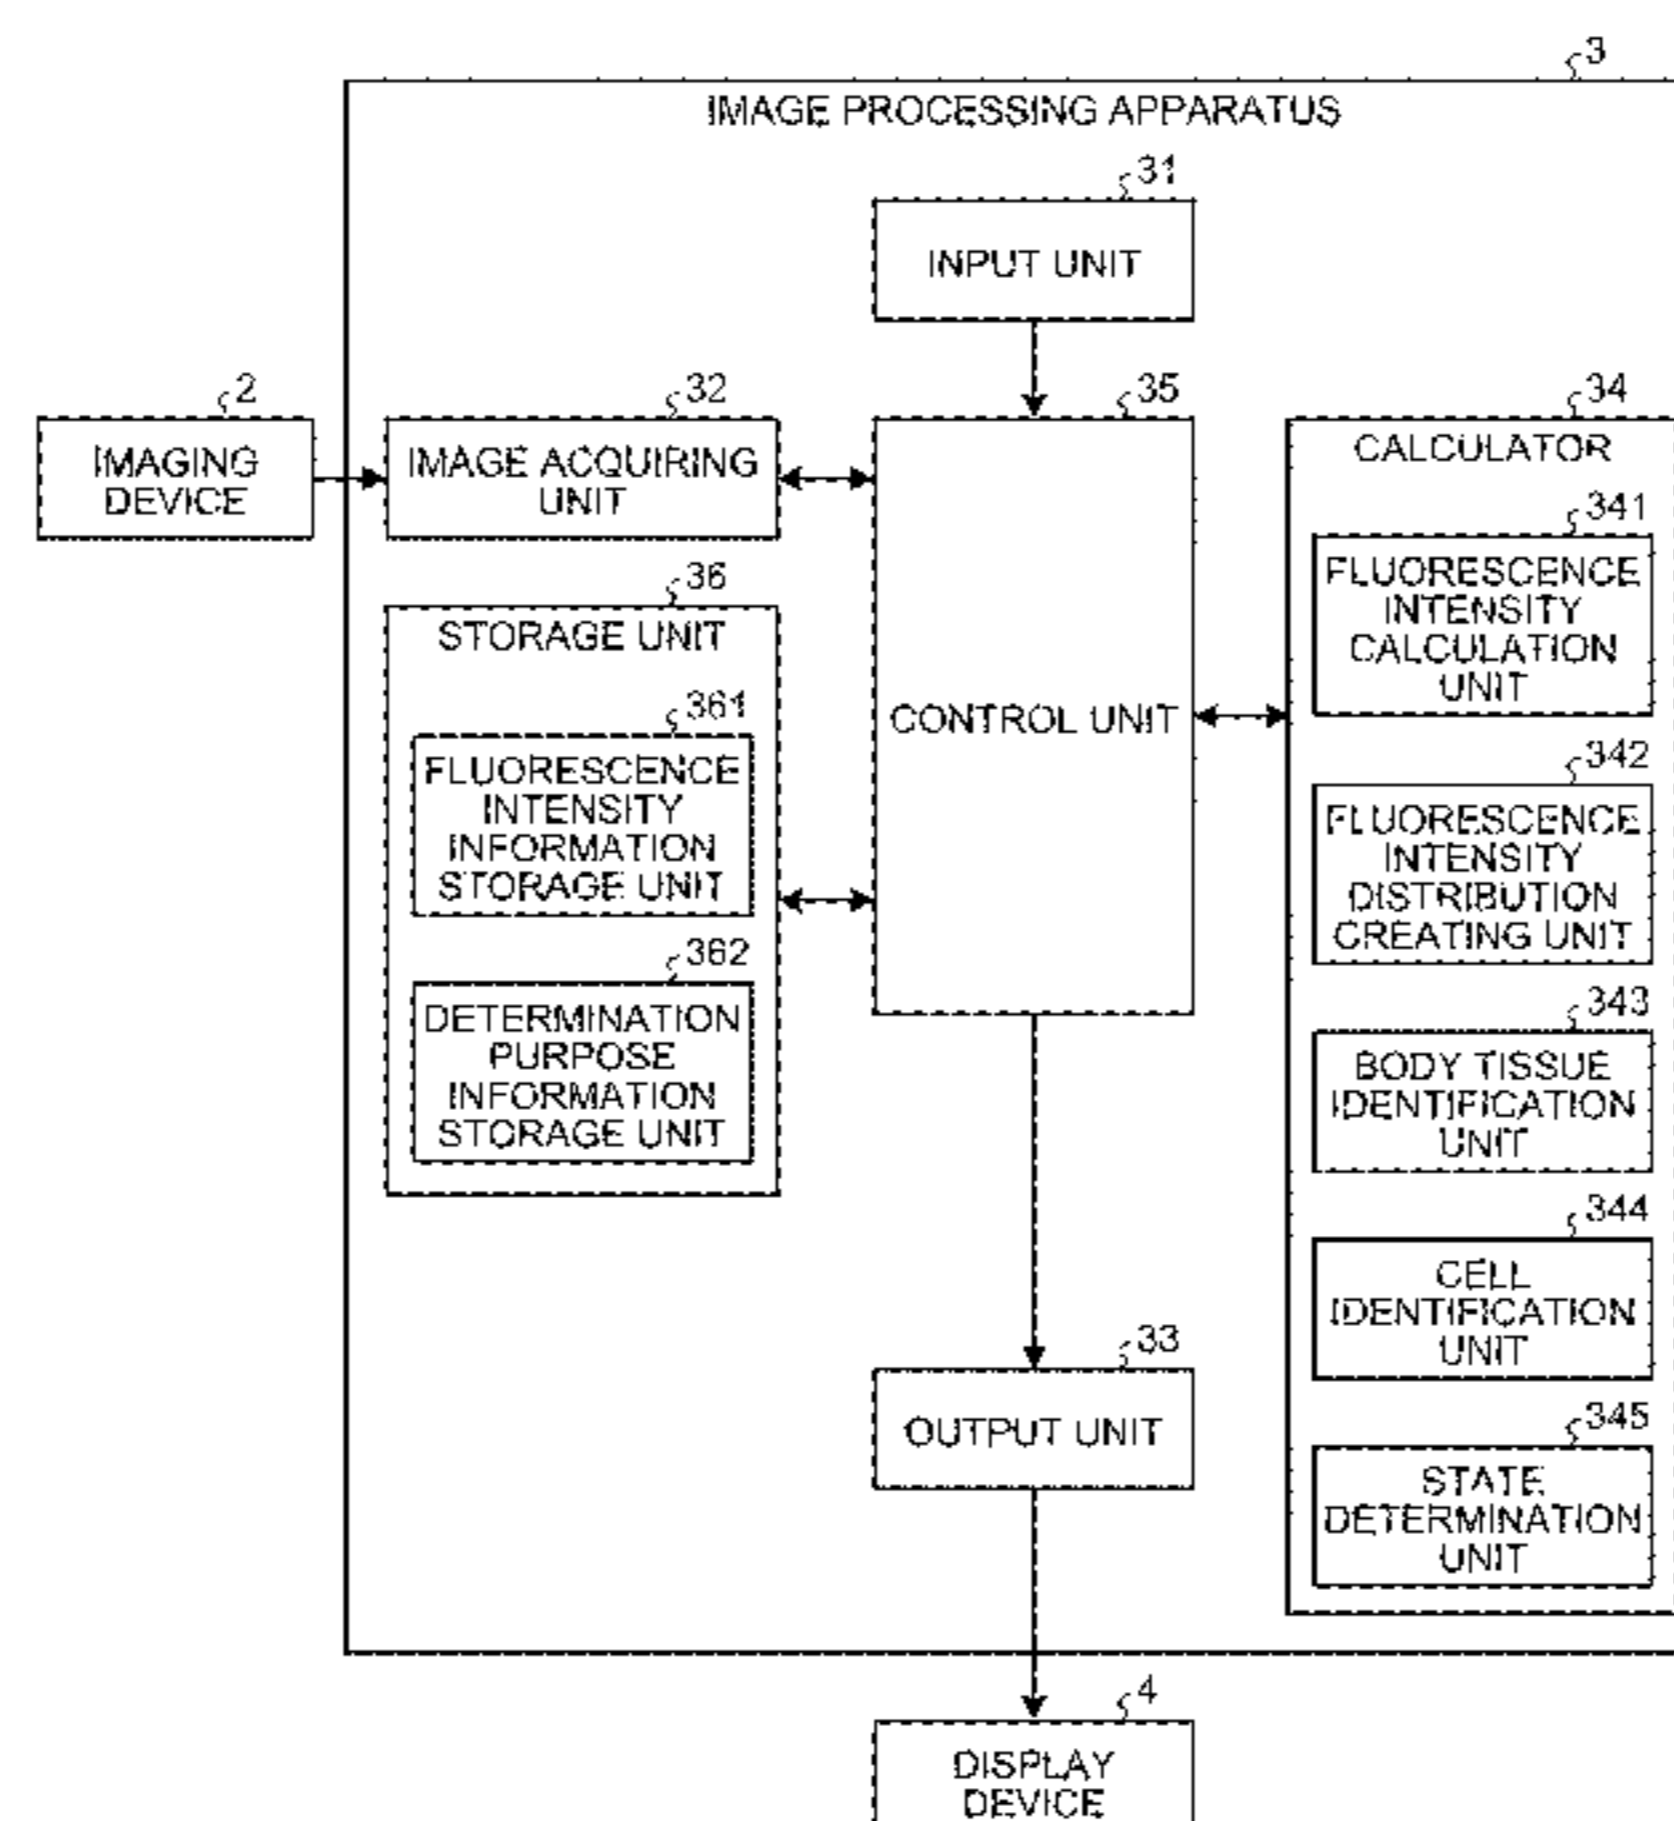 3
IMAGE PROCESSING APPARATUS
31
INPUT UNIT
2
IMAGING
DEVICE
32
IMAGE ACQUIRING
UNIT
36
STORAGE UNIT
361
FLUORESCENCE
INTENSITY
INFORMATION
STORAGE UNIT
362
DETERMINATION
PURPOSE
INFORMATION
STORAGE UNIT
35
CONTROL UNIT
34
CALCULATOR
341
FLUORESCENCE
INTENSITY
CALCULATION
UNIT
342
FLUORESCENCE
INTENSITY
DISTRIBUTION
CREATING UNIT
343
BODY TISSUE
IDENTIFICATION
UNIT
344
CELL
IDENTIFICATION
UNIT
345
STATE
DETERMINATION
UNIT
33
OUTPUT UNIT
4
DISPLAY
DEVICE